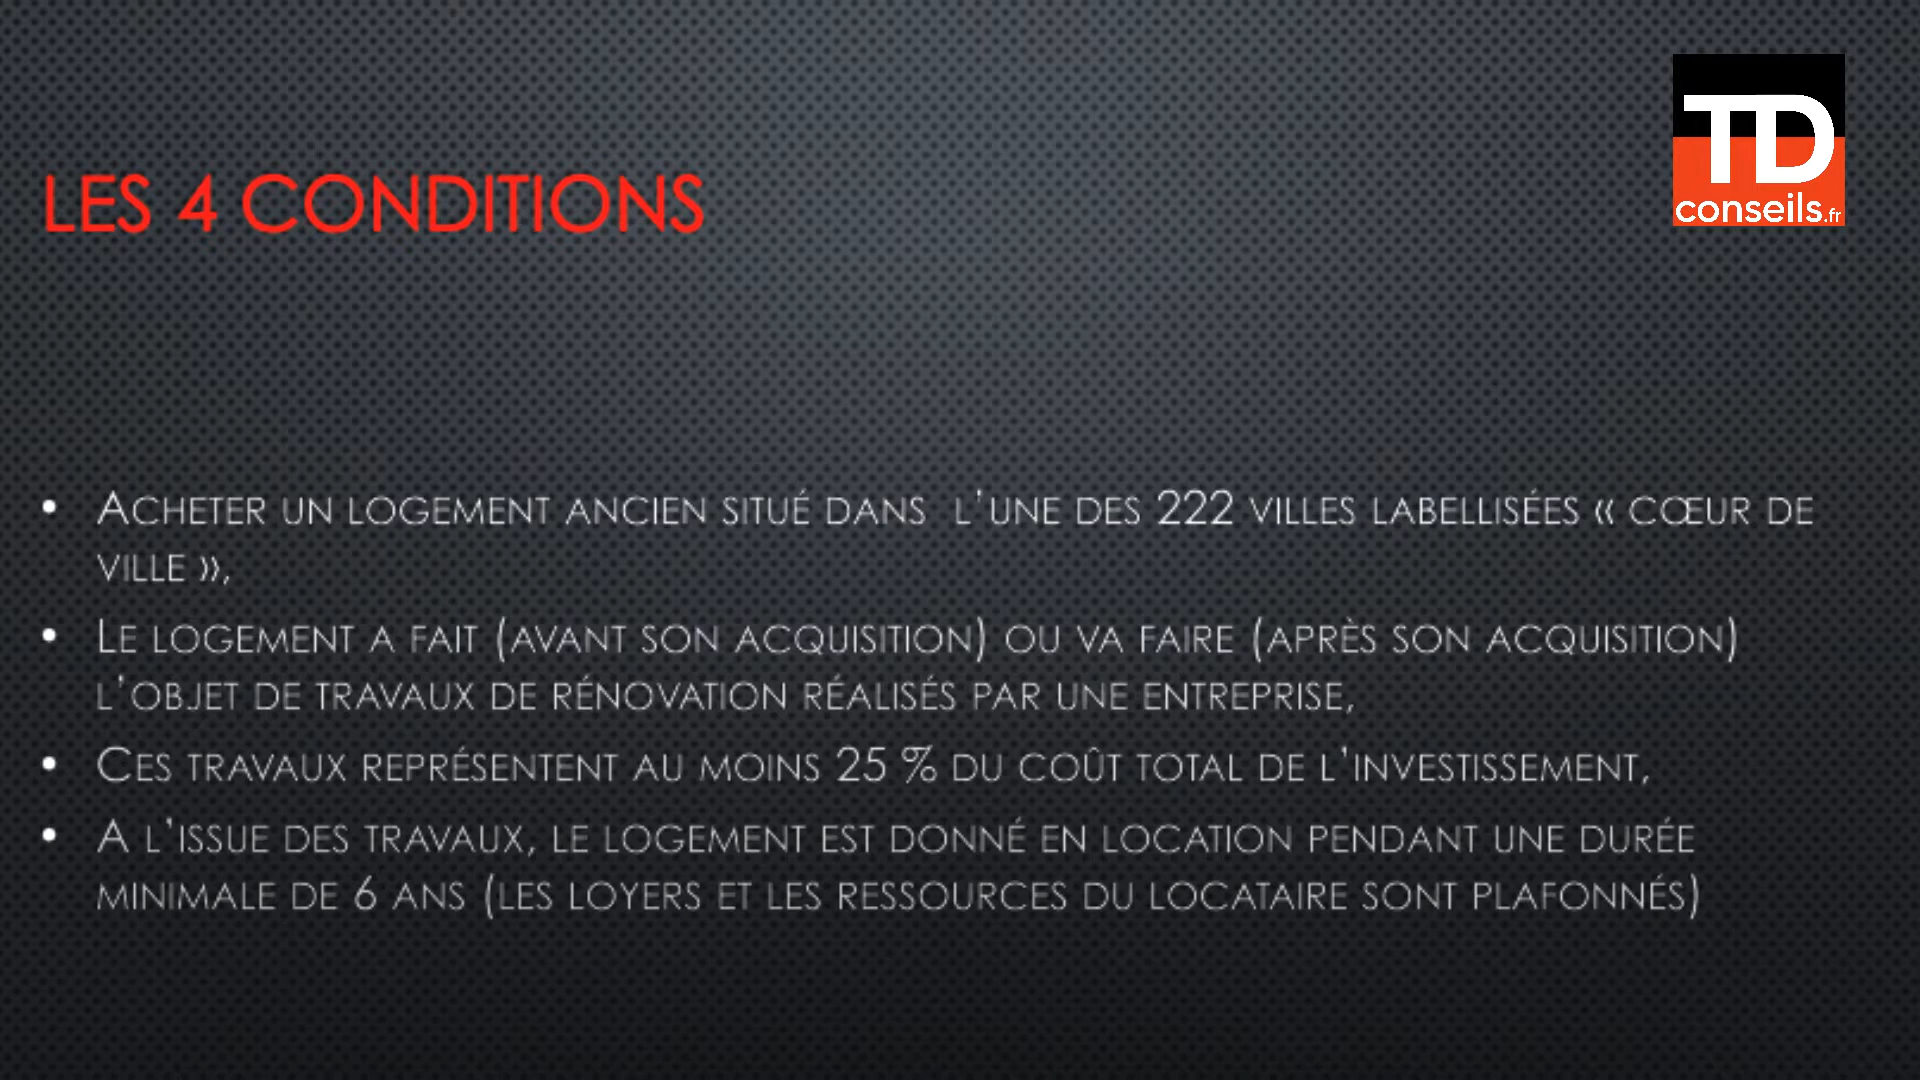 TD
conseils.fr
LES 4 CONDITIONS
• ACHETER UN LOGEMENT ANCIEN SITUÉ DANS L'UNE DES 222 VILLES LABELLISÉES « CŒUR DE
VILLE »,
• LE LOGEMENT A FAIT (AVANT SON ACQUISITION) OU VA FAIRE (APRÈS SON ACQUISITION)
L'OBJET DE TRAVAUX DE RÉNOVATION RÉALISÉS PAR UNE ENTREPRISE,
• CES TRAVAUX REPRÉSENTENT AU MOINS 25 % DU COÛT TOTAL DE L'INVESTISSEMENT,
• A L'ISSUE DES TRAVAUX, LE LOGEMENT EST DONNÉ EN LOCATION PENDANT UNE DURÉE
MINIMALE DE 6 ANS (LES LOYERS ET LES RESSOURCES DU LOCATAIRE SONT PLAFONNÉS)